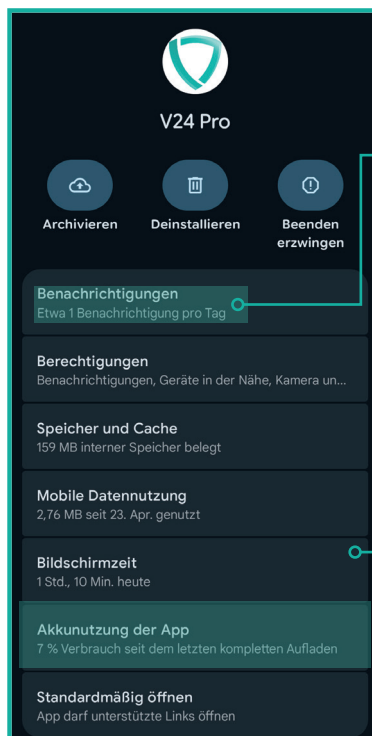 V24 Pro
Archivieren
Deinstallieren
Beenden
erzwingen
Benachrichtigungen
Etwa 1 Benachrichtigung pro Tag
Berechtigungen
Benachrichtigungen, Geräte in der Nähe, Kamera un...
Speicher und Cache
159 MB interner Speicher belegt
Mobile Datennutzung
2,76 MB seit 23. Apr. genutzt
Bildschirmzeit
1 Std., 10 Min. heute
Akkunutzung der App
7 % Verbrauch seit dem letzten kompletten Aufladen
Standardmäßig öffnen
App darf unterstützte Links öffnen